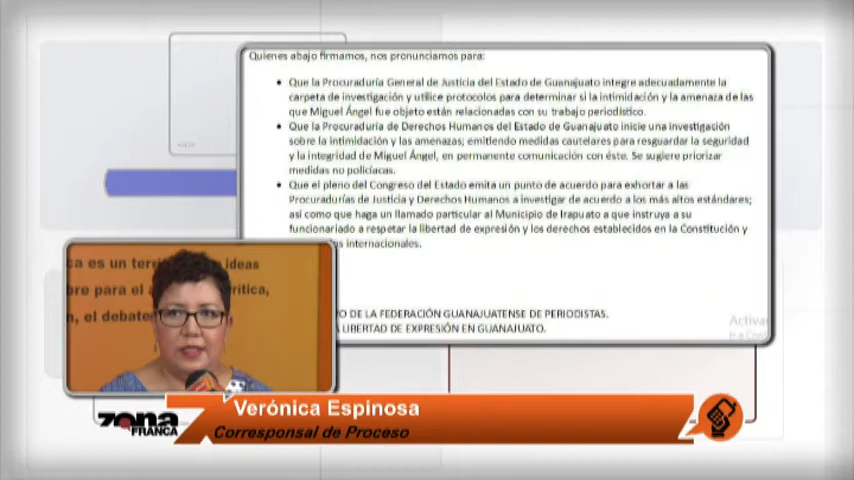 Quienes abajo firmamos, nos pronunciamos para:
• Que la Procuraduría General de Justicia del Estado de Guanajuato integre adecuadamente la
carpeta de investigación y utilice protocolos para determinar si la intimidación y la amenaza de las
que Miguel Ángel fue objeto están relacionadas con su trabajo periodístico.
• Que la Procuraduría de Derechos Humanos del Estado de Guanajuato inicie una investigación
sobre la intimidación y las amenazas; emitiendo medidas cautelares para resguardar la seguridad
y la integridad de Miguel Ángel, en permanente comunicación con éste. Se sugiere priorizar
medidas no policíacas.
• Que el pleno del Congreso del Estado emita un punto de acuerdo para exhortar a las
Procuradurías de Justicia y Derechos Humanos a investigar de acuerdo a los más altos estándares;
así como que haga un llamado particular al Municipio de Irapuato a que instruya a su
funcionariado a respetar la libertad de expresión y los derechos establecidos en la Constitución y
internacionales.
DE LA FEDERACIÓN GUANAJUATENSE DE PERIODISTAS.
LIBERTAD DE EXPRESIÓN EN GUANAJUATO.
Activa
ca es un ideas
para el
el debate
Verónica Espinosa
Corresponsal de Proceso
ZONA
FRANCA